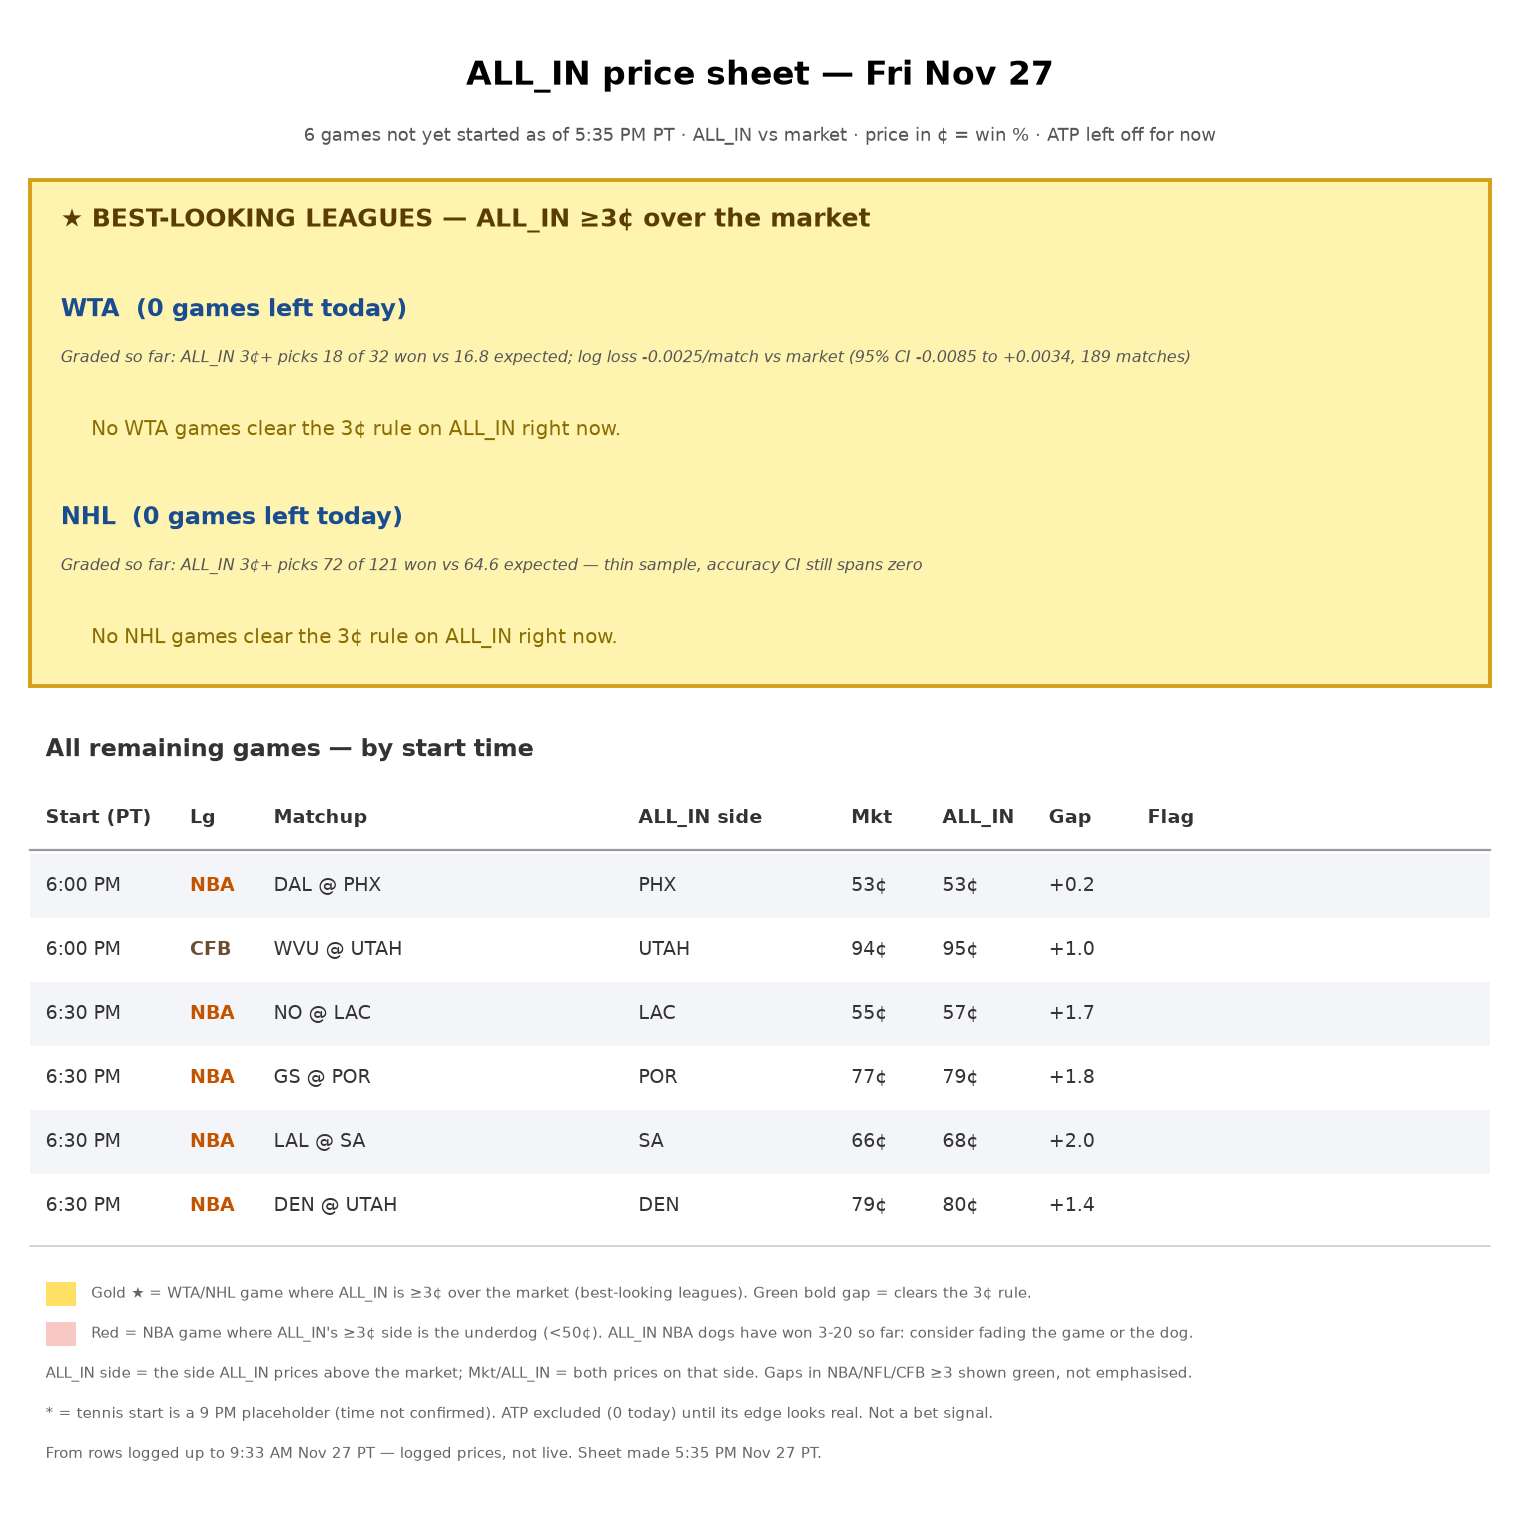 ALL_IN price sheet — Fri Nov 27
6 games not yet started as of 5:35 PM PT · ALL_IN vs market · price in ¢ = win % · ATP left off for now
★ BEST-LOOKING LEAGUES — ALL_IN ≥3¢ over the market
WTA (0 games left today)
Graded so far: ALL_IN 3¢+ picks 18 of 32 won vs 16.8 expected; log loss -0.0025/match vs market (95% CI -0.0085 to +0.0034, 189 matches)
No WTA games clear the 3¢ rule on ALL_IN right now.
NHL (0 games left today)
Graded so far: ALL_IN 3¢+ picks 72 of 121 won vs 64.6 expected — thin sample, accuracy CI still spans zero
No NHL games clear the 3¢ rule on ALL_IN right now.
All remaining games — by start time
Start (PT) Lg Matchup ALL_IN side Mkt ALL_IN Gap Flag
6:00 PM NBA DAL @ PHX PHX 53¢ 53¢ +0.2
6:00 PM CFB WVU @ UTAH UTAH 94¢ 95¢ +1.0
6:30 PM NBA NO @ LAC LAC 55¢ 57¢ +1.7
6:30 PM NBA GS @ POR POR 77¢ 79¢ +1.8
6:30 PM NBA LAL @ SA SA 66¢ 68¢ +2.0
6:30 PM NBA DEN @ UTAH DEN 79¢ 80¢ +1.4
Gold ★ = WTA/NHL game where ALL_IN is ≥3¢ over the market (best-looking leagues). Green bold gap = clears the 3¢ rule.
Red = NBA game where ALL_IN's ≥3¢ side is the underdog (<50¢). ALL_IN NBA dogs have won 3-20 so far: consider fading the game or the dog.
ALL_IN side = the side ALL_IN prices above the market; Mkt/ALL_IN = both prices on that side. Gaps in NBA/NFL/CFB ≥3 shown green, not emphasised.
* = tennis start is a 9 PM placeholder (time not confirmed). ATP excluded (0 today) until its edge looks real. Not a bet signal.
From rows logged up to 9:33 AM Nov 27 PT — logged prices, not live. Sheet made 5:35 PM Nov 27 PT.